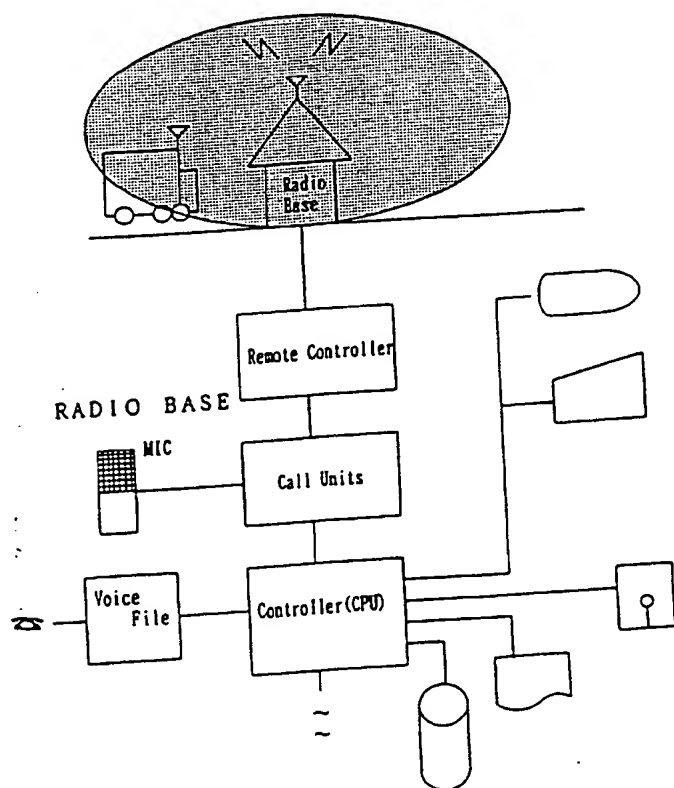 Radio
Base
Remote Controller
RADIO BASE
MIC
Call Units
Voice
File
Controller(CPU)